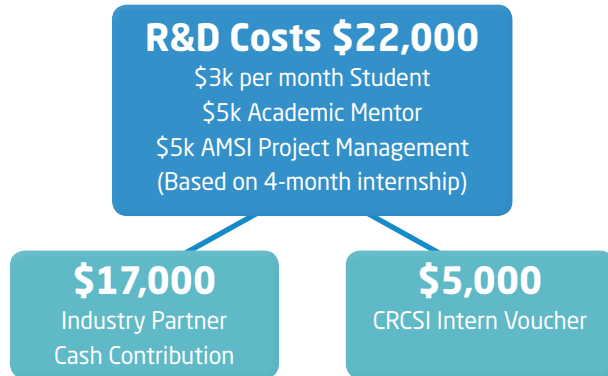 R&D Costs $22,000
$3k per month Student
$5k Academic Mentor
$5k AMSI Project Management
(Based on 4-month internship)
$17,000
Industry Partner
Cash Contribution
$5,000
CRCSI Intern Voucher